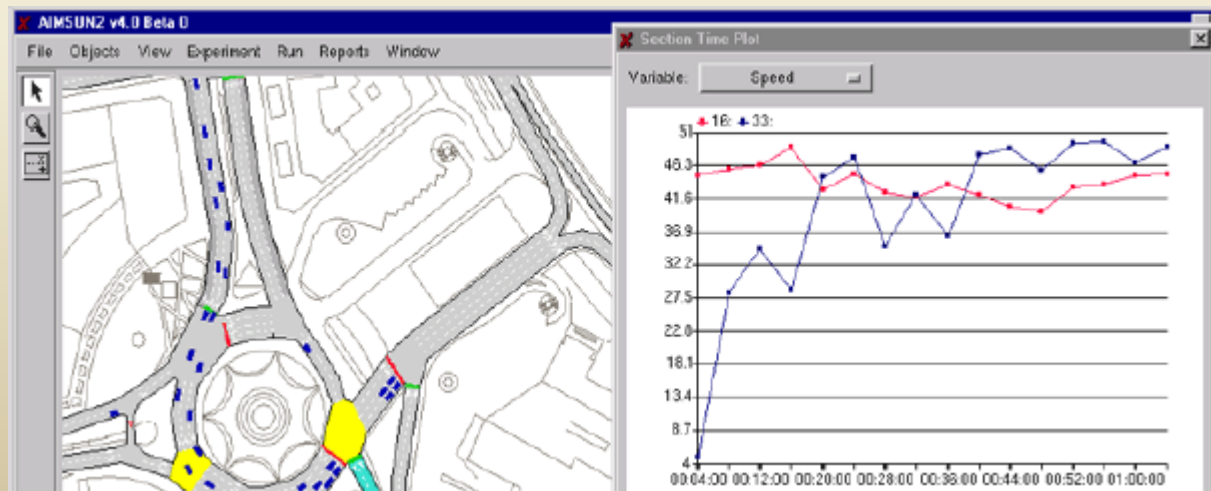 AIMSUN2 v4.0 Beta 0
File Objects View Experiment Run Reports Window
Section Time Plot
Variable: Speed
16: 33:
51
46.3
41.6
36.9
32.2
27.5
22.8
18.1
13.4
8.7
4
00:04:00 00:12:00 00:20:00 00:28:00 00:36:00 00:44:00 00:52:00 01:00:00